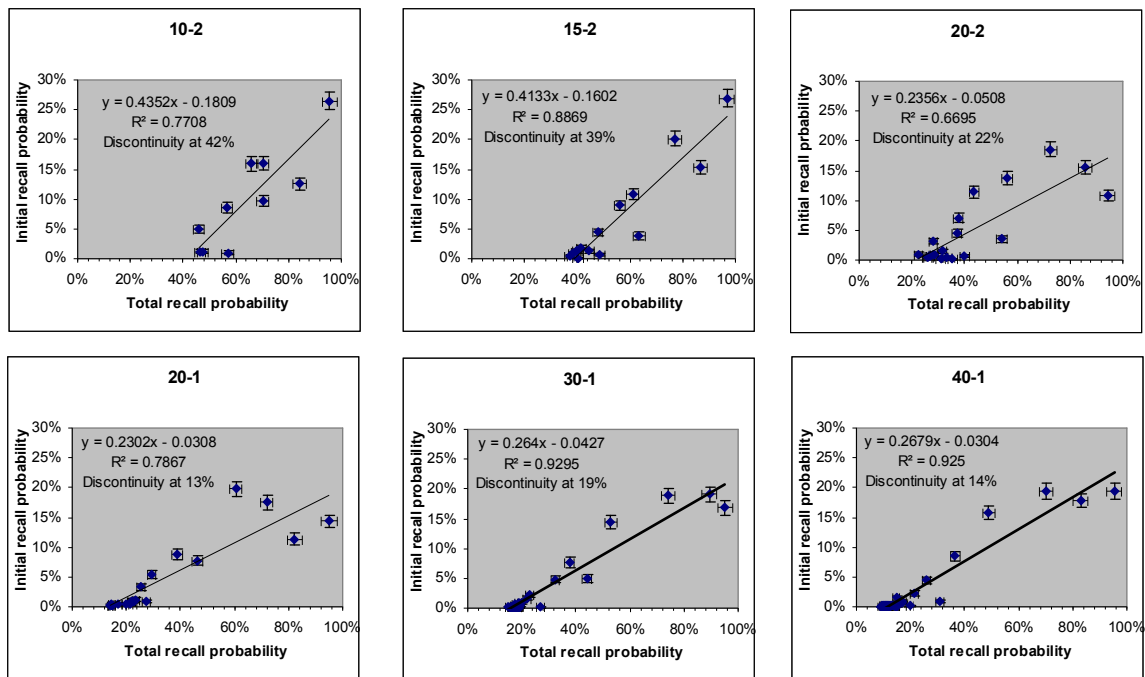 10-2
30%
25%
20%
15%
10%
5%
0%
0% 20% 40% 60% 80% 100%
Initial recall probability
Total recall probability
y = 0.4352x - 0.1809
R² = 0.7708
Discontinuity at 42%
15-2
30%
25%
20%
15%
10%
5%
0%
0% 20% 40% 60% 80% 100%
Initial recall probability
Total recall probability
y = 0.4133x - 0.1602
R² = 0.8869
Discontinuity at 39%
20-2
30%
25%
20%
15%
10%
5%
0%
0% 20% 40% 60% 80% 100%
Initial recall probability
Total recall probability
y = 0.2356x - 0.0508
R² = 0.6695
Discontinuity at 22%
20-1
30%
25%
20%
15%
10%
5%
0%
0% 20% 40% 60% 80% 100%
Initial recall probability
Total recall probability
y = 0.2302x - 0.0308
R² = 0.7867
Discontinuity at 13%
30-1
30%
25%
20%
15%
10%
5%
0%
0% 20% 40% 60% 80% 100%
Initial recall probability
Total recall probability
y = 0.264x - 0.0427
R² = 0.9295
Discontinuity at 19%
40-1
30%
25%
20%
15%
10%
5%
0%
0% 20% 40% 60% 80% 100%
Initial recall probability
Total recall probability
y = 0.2679x - 0.0304
R² = 0.925
Discontinuity at 14%